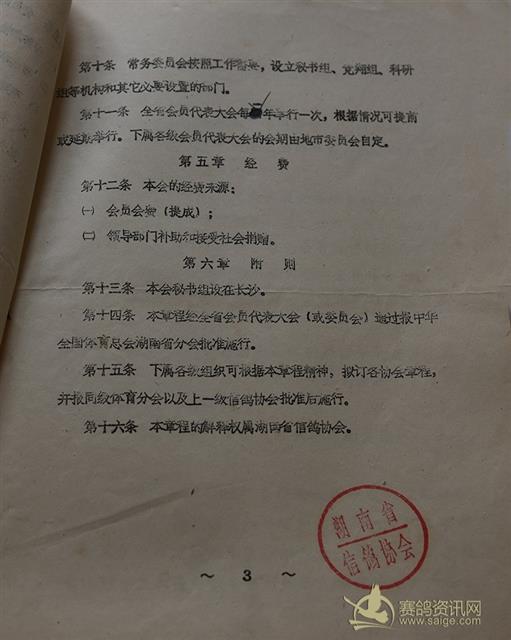 第十条 常务委员会按照工作需要，设立秘书组、竞翔组、科研
组等机构和其它必要设置的部门。
第十一条 全省会员代表大会每年举行一次，根据情况可提前
或延期举行。下属各级会员代表大会的会期由地市委员会自定。
第五章 经费
第十二条 本会的经费来源：
㈠ 会员会费（提成）；
㈡ 领导部门补助和接受社会捐赠。
第六章 附则
第十三条 本会秘书组设在长沙。
第十四条 本章程经全省会员代表大会（或委员会）通过报中华
全国体育总会湖南省分会批准施行。
第十五条 下属各级组织可根据本章程精神，拟订各协会章程，
并报同级体育分会以及上一级信鸽协会批准后施行。
第十六条 本章程的解释权属湖南省信鸽协会。
湖南省
信鸽协会
～ 3 ～
赛鸽资讯网
www.saige.com